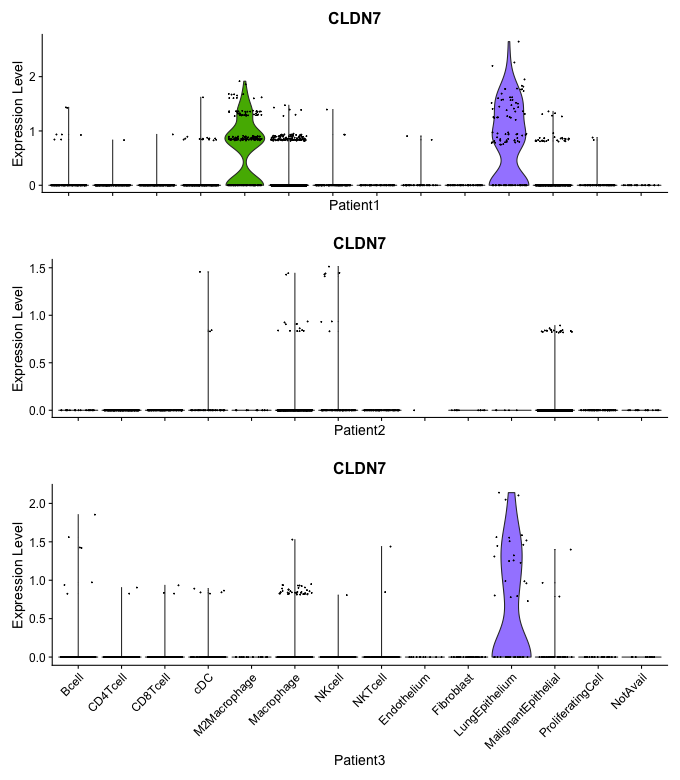 CLDN7
Expression Level
2
1
0
Patient1
CLDN7
Expression Level
1.5
1.0
0.5
0.0
Patient2
CLDN7
Expression Level
2.0
1.5
1.0
0.5
0.0
Bcell
CD4Tcell
CD8Tcell
cDC
M2Macrophage
Macrophage
NKcell
NKTcell
Endothelium
Fibroblast
LungEpithelium
MalignantEpithelial
ProliferatingCell
NotAvail
Patient3